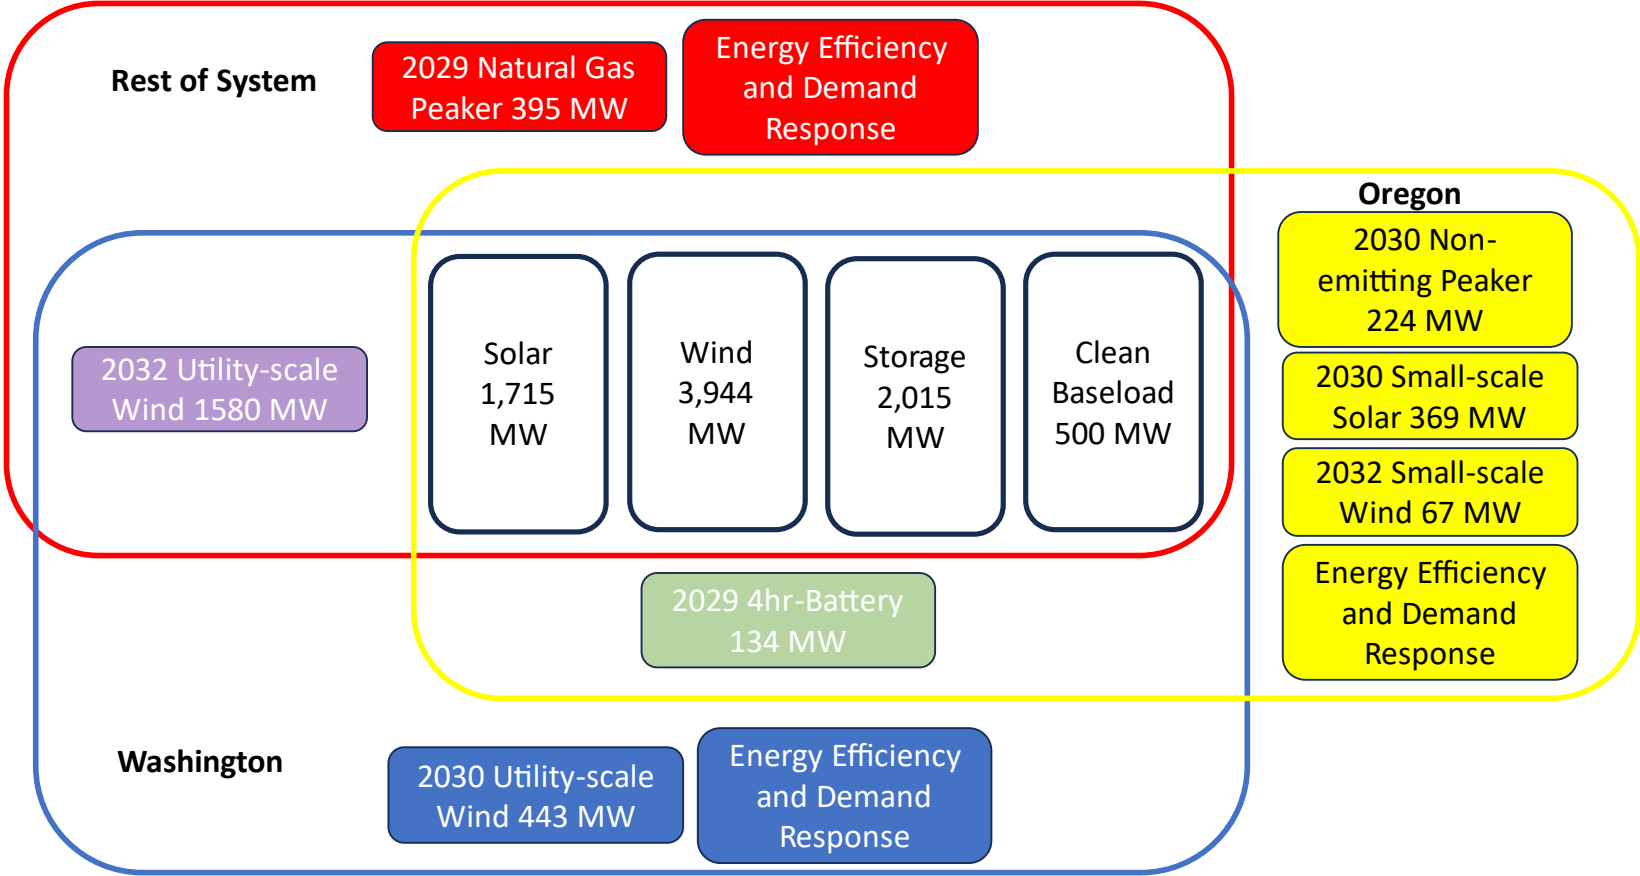 Rest of System
2029 Natural Gas
Peaker 395 MW
Energy Efficiency
and Demand
Response
Oregon
2030 Non-
emitting Peaker
224 MW
2030 Small-scale
Solar 369 MW
2032 Small-scale
Wind 67 MW
Energy Efficiency
and Demand
Response
2032 Utility-scale
Wind 1580 MW
Solar
1,715
MW
Wind
3,944
MW
Storage
2,015
MW
Clean
Baseload
500 MW
2029 4hr-Battery
134 MW
Washington
2030 Utility-scale
Wind 443 MW
Energy Efficiency
and Demand
Response